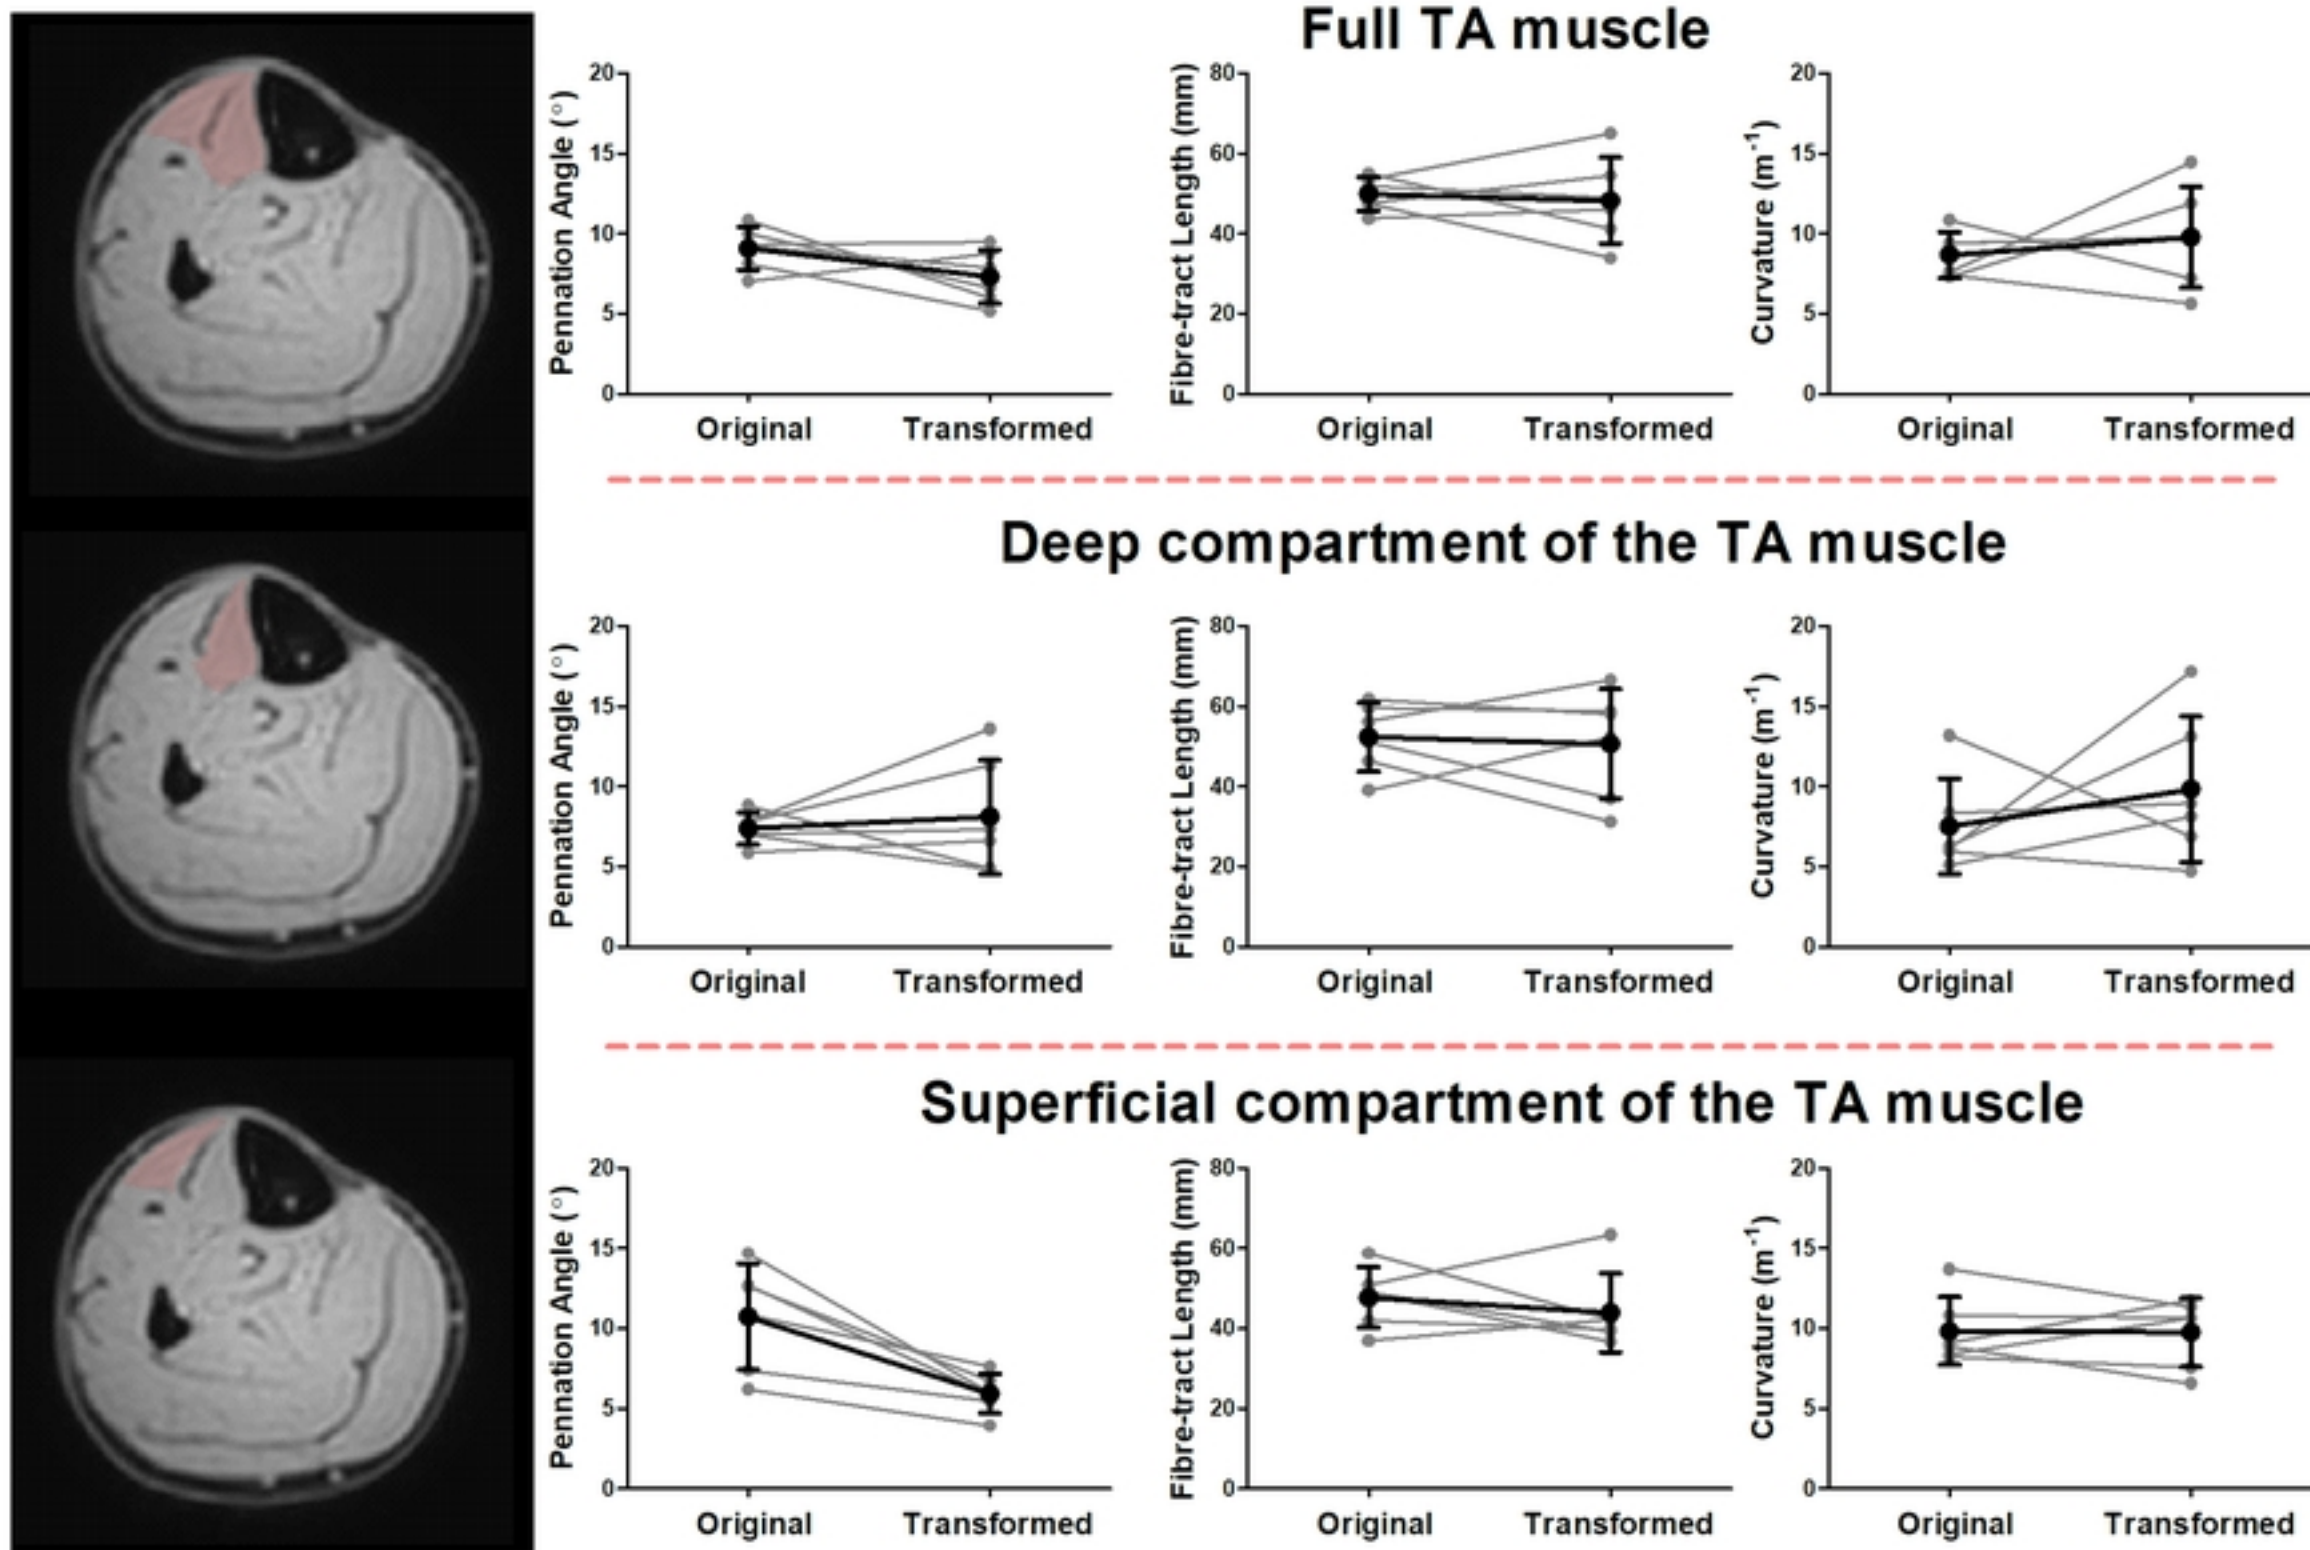 Full TA muscle
Pennation Angle (°)
20
15
10
5
0
Original
Transformed
Fibre-tract Length (mm)
80
60
40
20
0
Original
Transformed
Curvature (m⁻¹)
20
15
10
5
0
Original
Transformed
Deep compartment of the TA muscle
Pennation Angle (°)
20
15
10
5
0
Original
Transformed
Fibre-tract Length (mm)
80
60
40
20
0
Original
Transformed
Curvature (m⁻¹)
20
15
10
5
0
Original
Transformed
Superficial compartment of the TA muscle
Pennation Angle (°)
20
15
10
5
0
Original
Transformed
Fibre-tract Length (mm)
80
60
40
20
0
Original
Transformed
Curvature (m⁻¹)
20
15
10
5
0
Original
Transformed